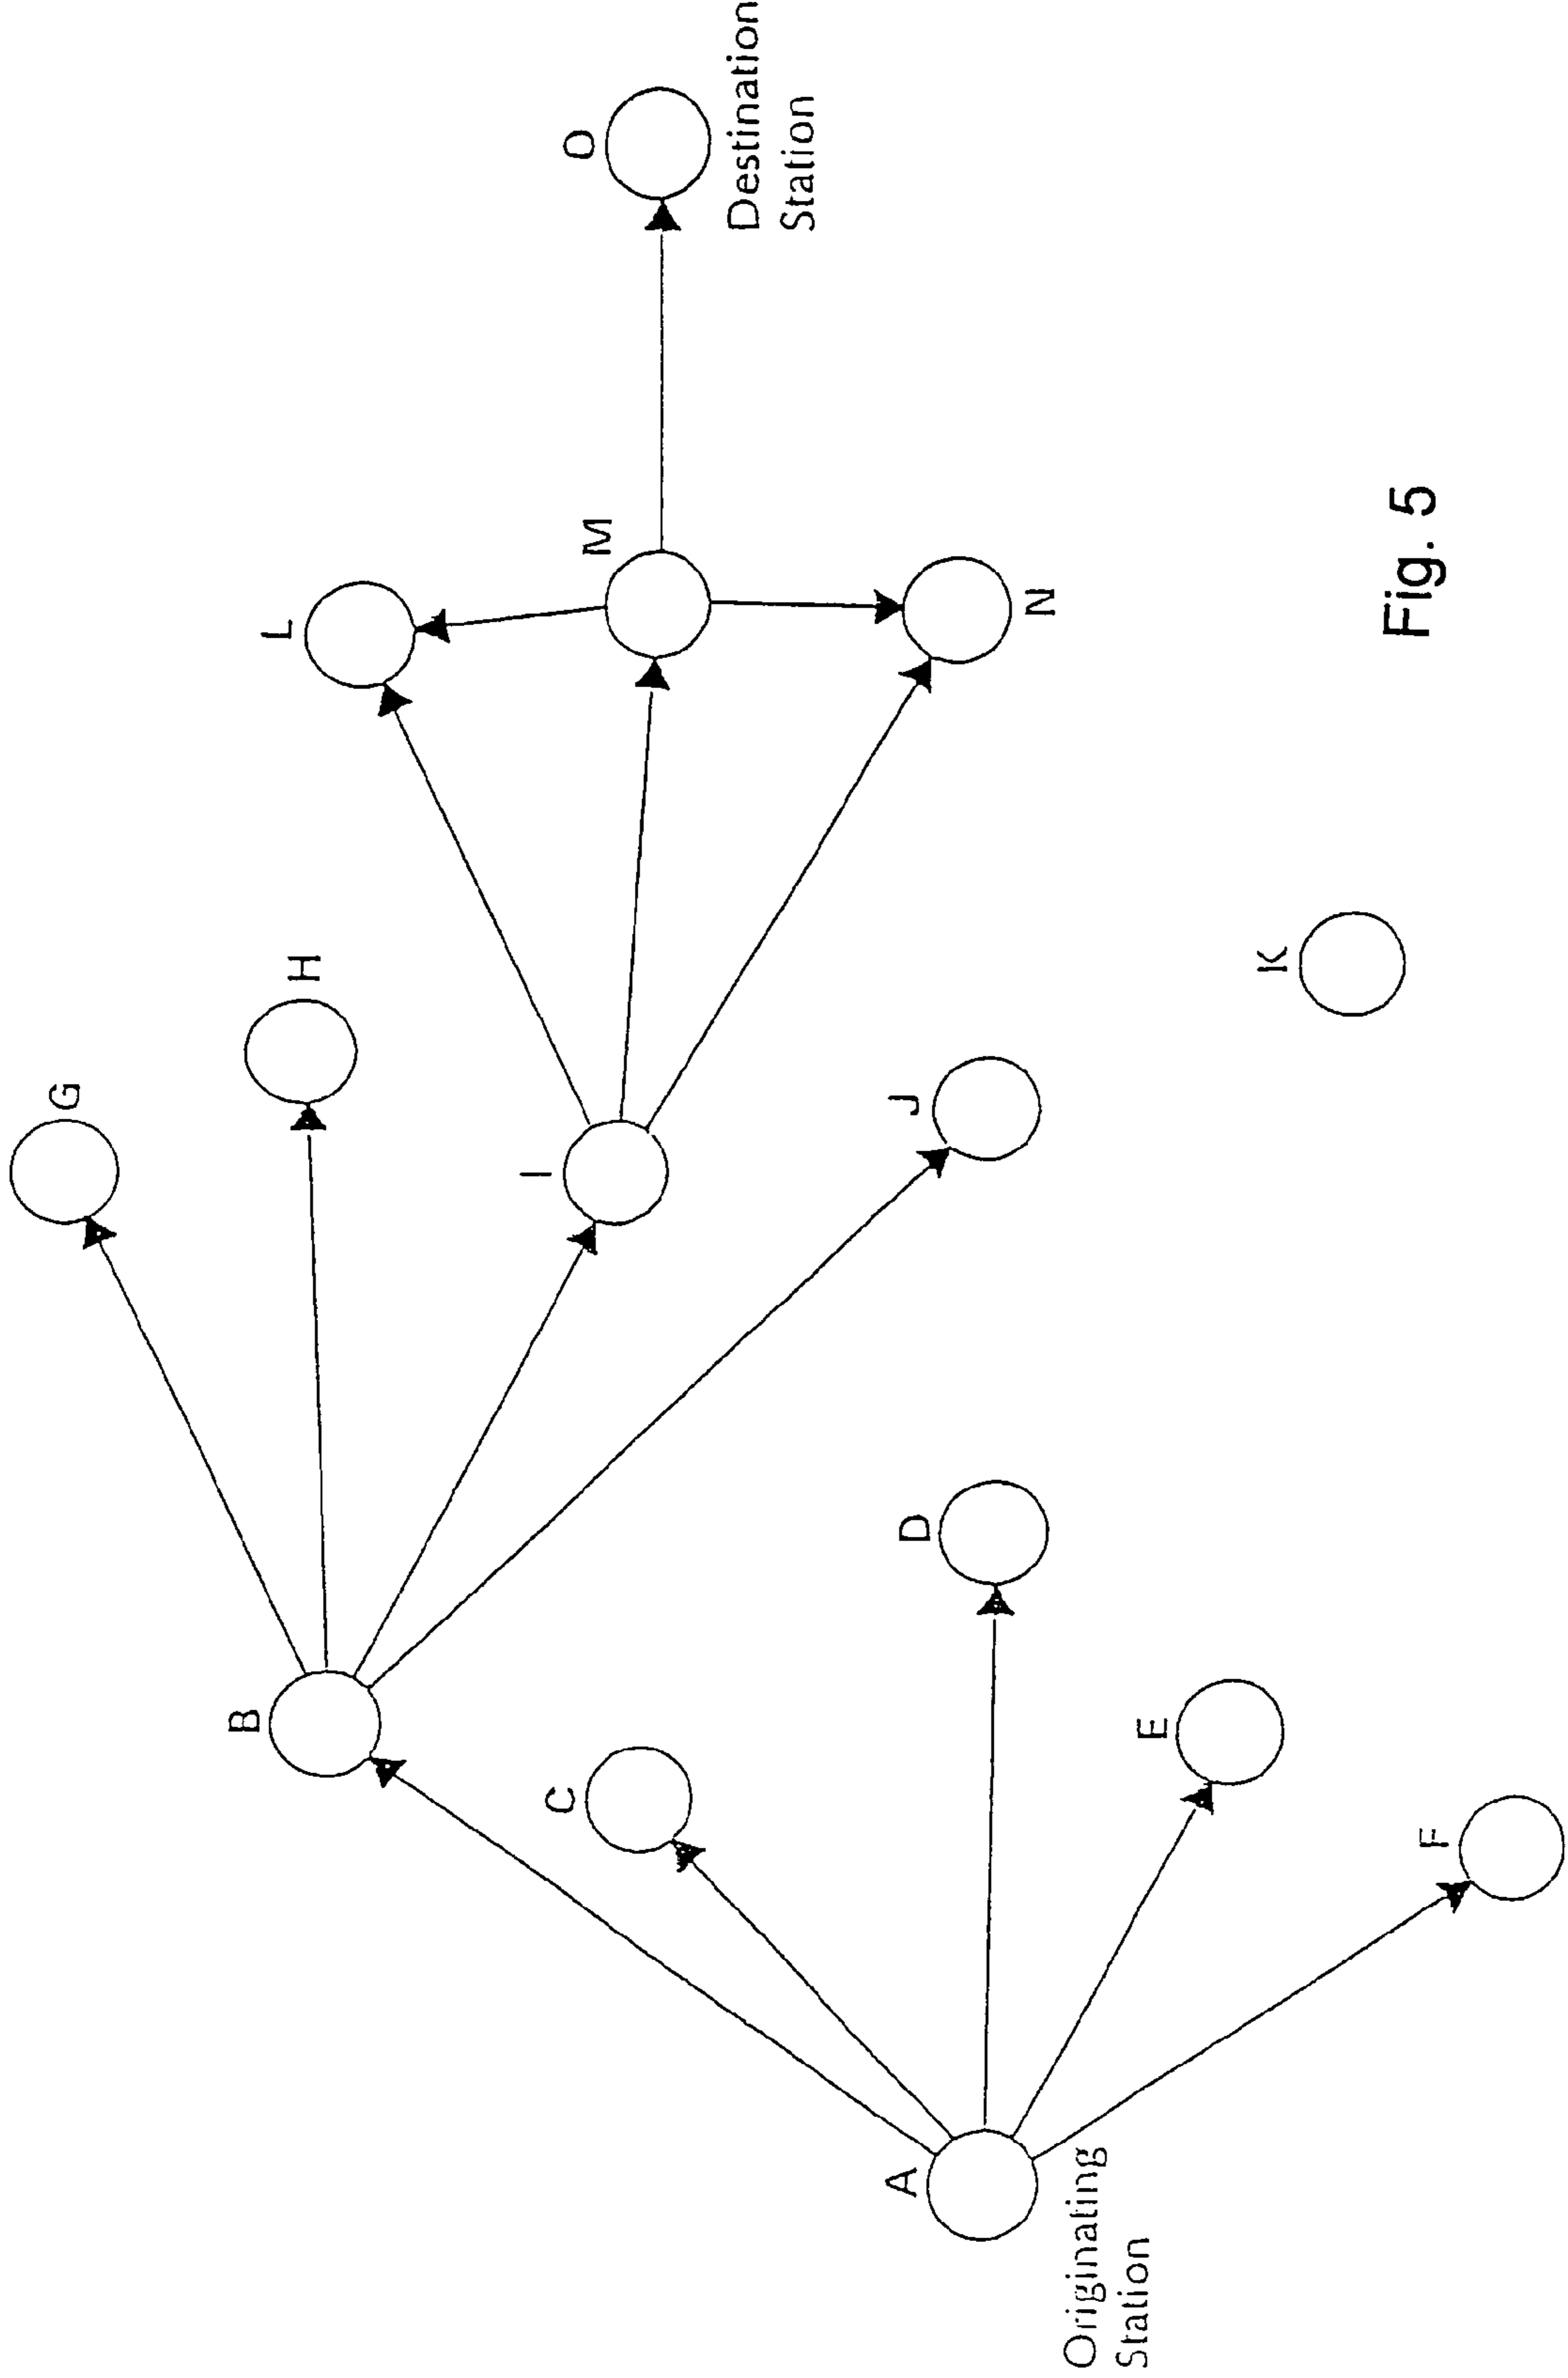 G
H
B
L
I
C
M
O
Destination
Station
J
D
A
Originating
Station
N
E
K
F
Fig. 5